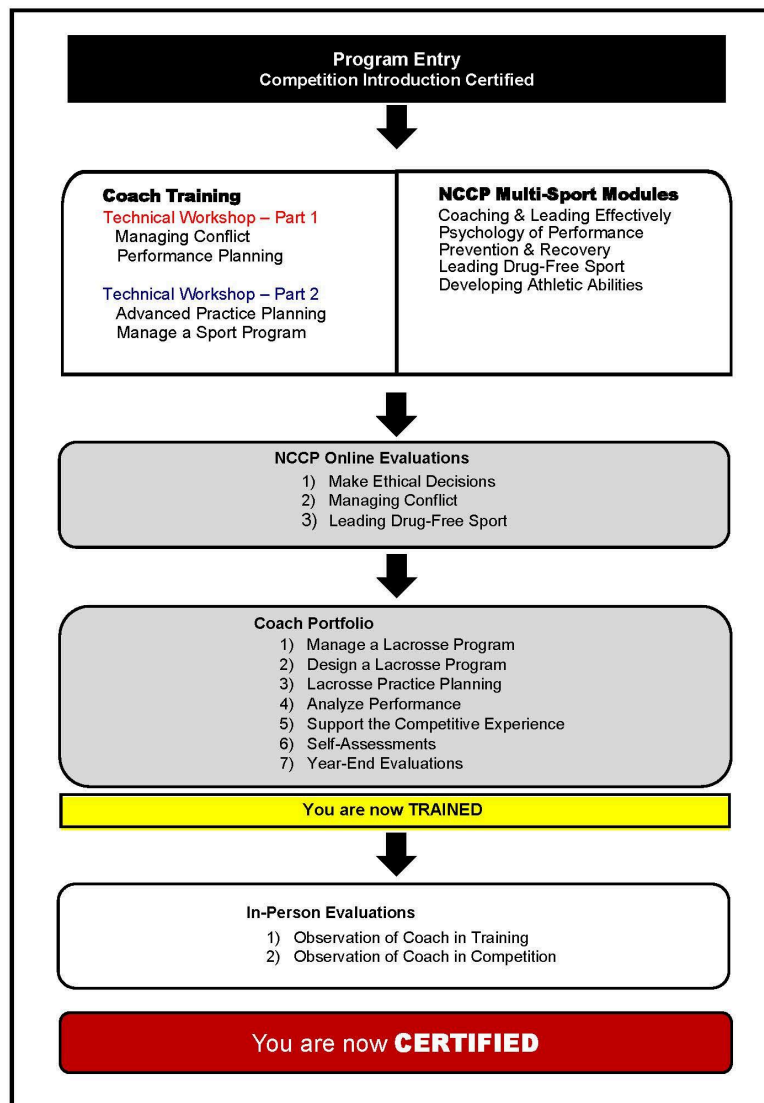 Program Entry
Competition Introduction Certified
Coach Training
Technical Workshop – Part 1
Managing Conflict
Performance Planning
Technical Workshop – Part 2
Advanced Practice Planning
Manage a Sport Program
NCCP Multi-Sport Modules
Coaching & Leading Effectively
Psychology of Performance
Prevention & Recovery
Leading Drug-Free Sport
Developing Athletic Abilities
NCCP Online Evaluations
1) Make Ethical Decisions
2) Managing Conflict
3) Leading Drug-Free Sport
Coach Portfolio
1) Manage a Lacrosse Program
2) Design a Lacrosse Program
3) Lacrosse Practice Planning
4) Analyze Performance
5) Support the Competitive Experience
6) Self-Assessments
7) Year-End Evaluations
You are now TRAINED
In-Person Evaluations
1) Observation of Coach in Training
2) Observation of Coach in Competition
You are now CERTIFIED